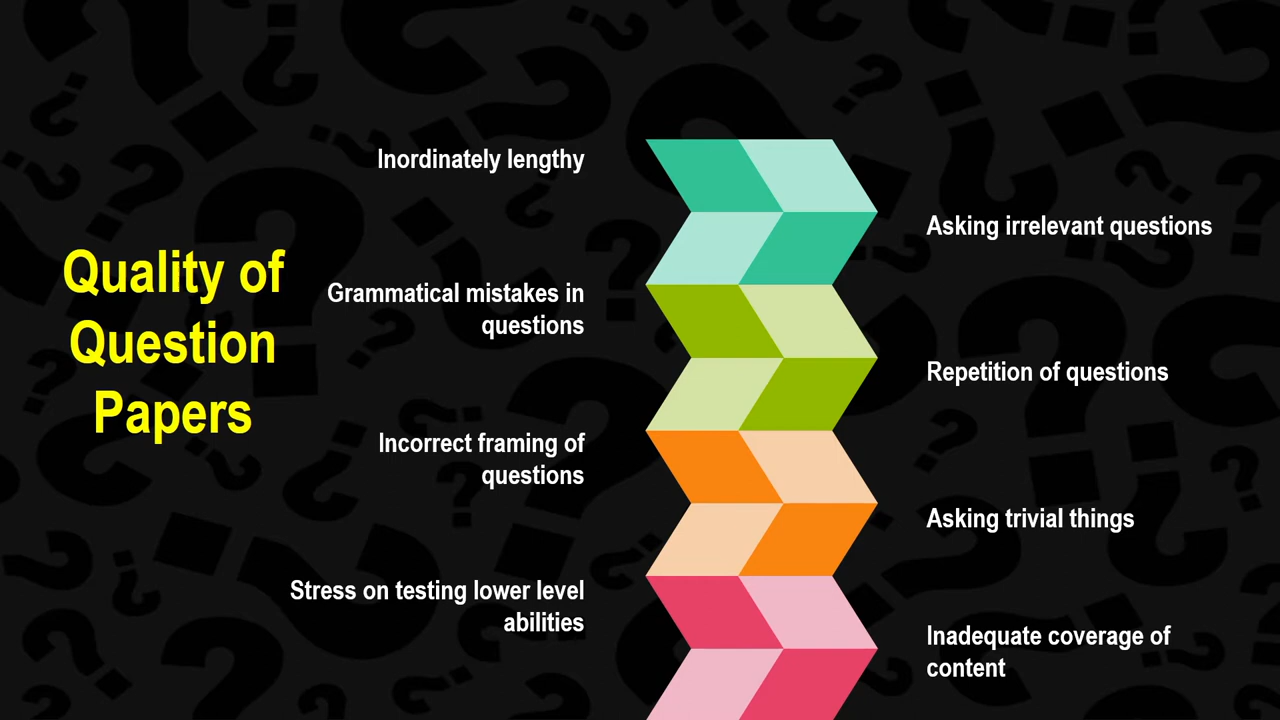 Quality of
Question
Papers
Inordinately lengthy
Asking irrelevant questions
Grammatical mistakes in
questions
Repetition of questions
Incorrect framing of
questions
Asking trivial things
Stress on testing lower level
abilities
Inadequate coverage of
content